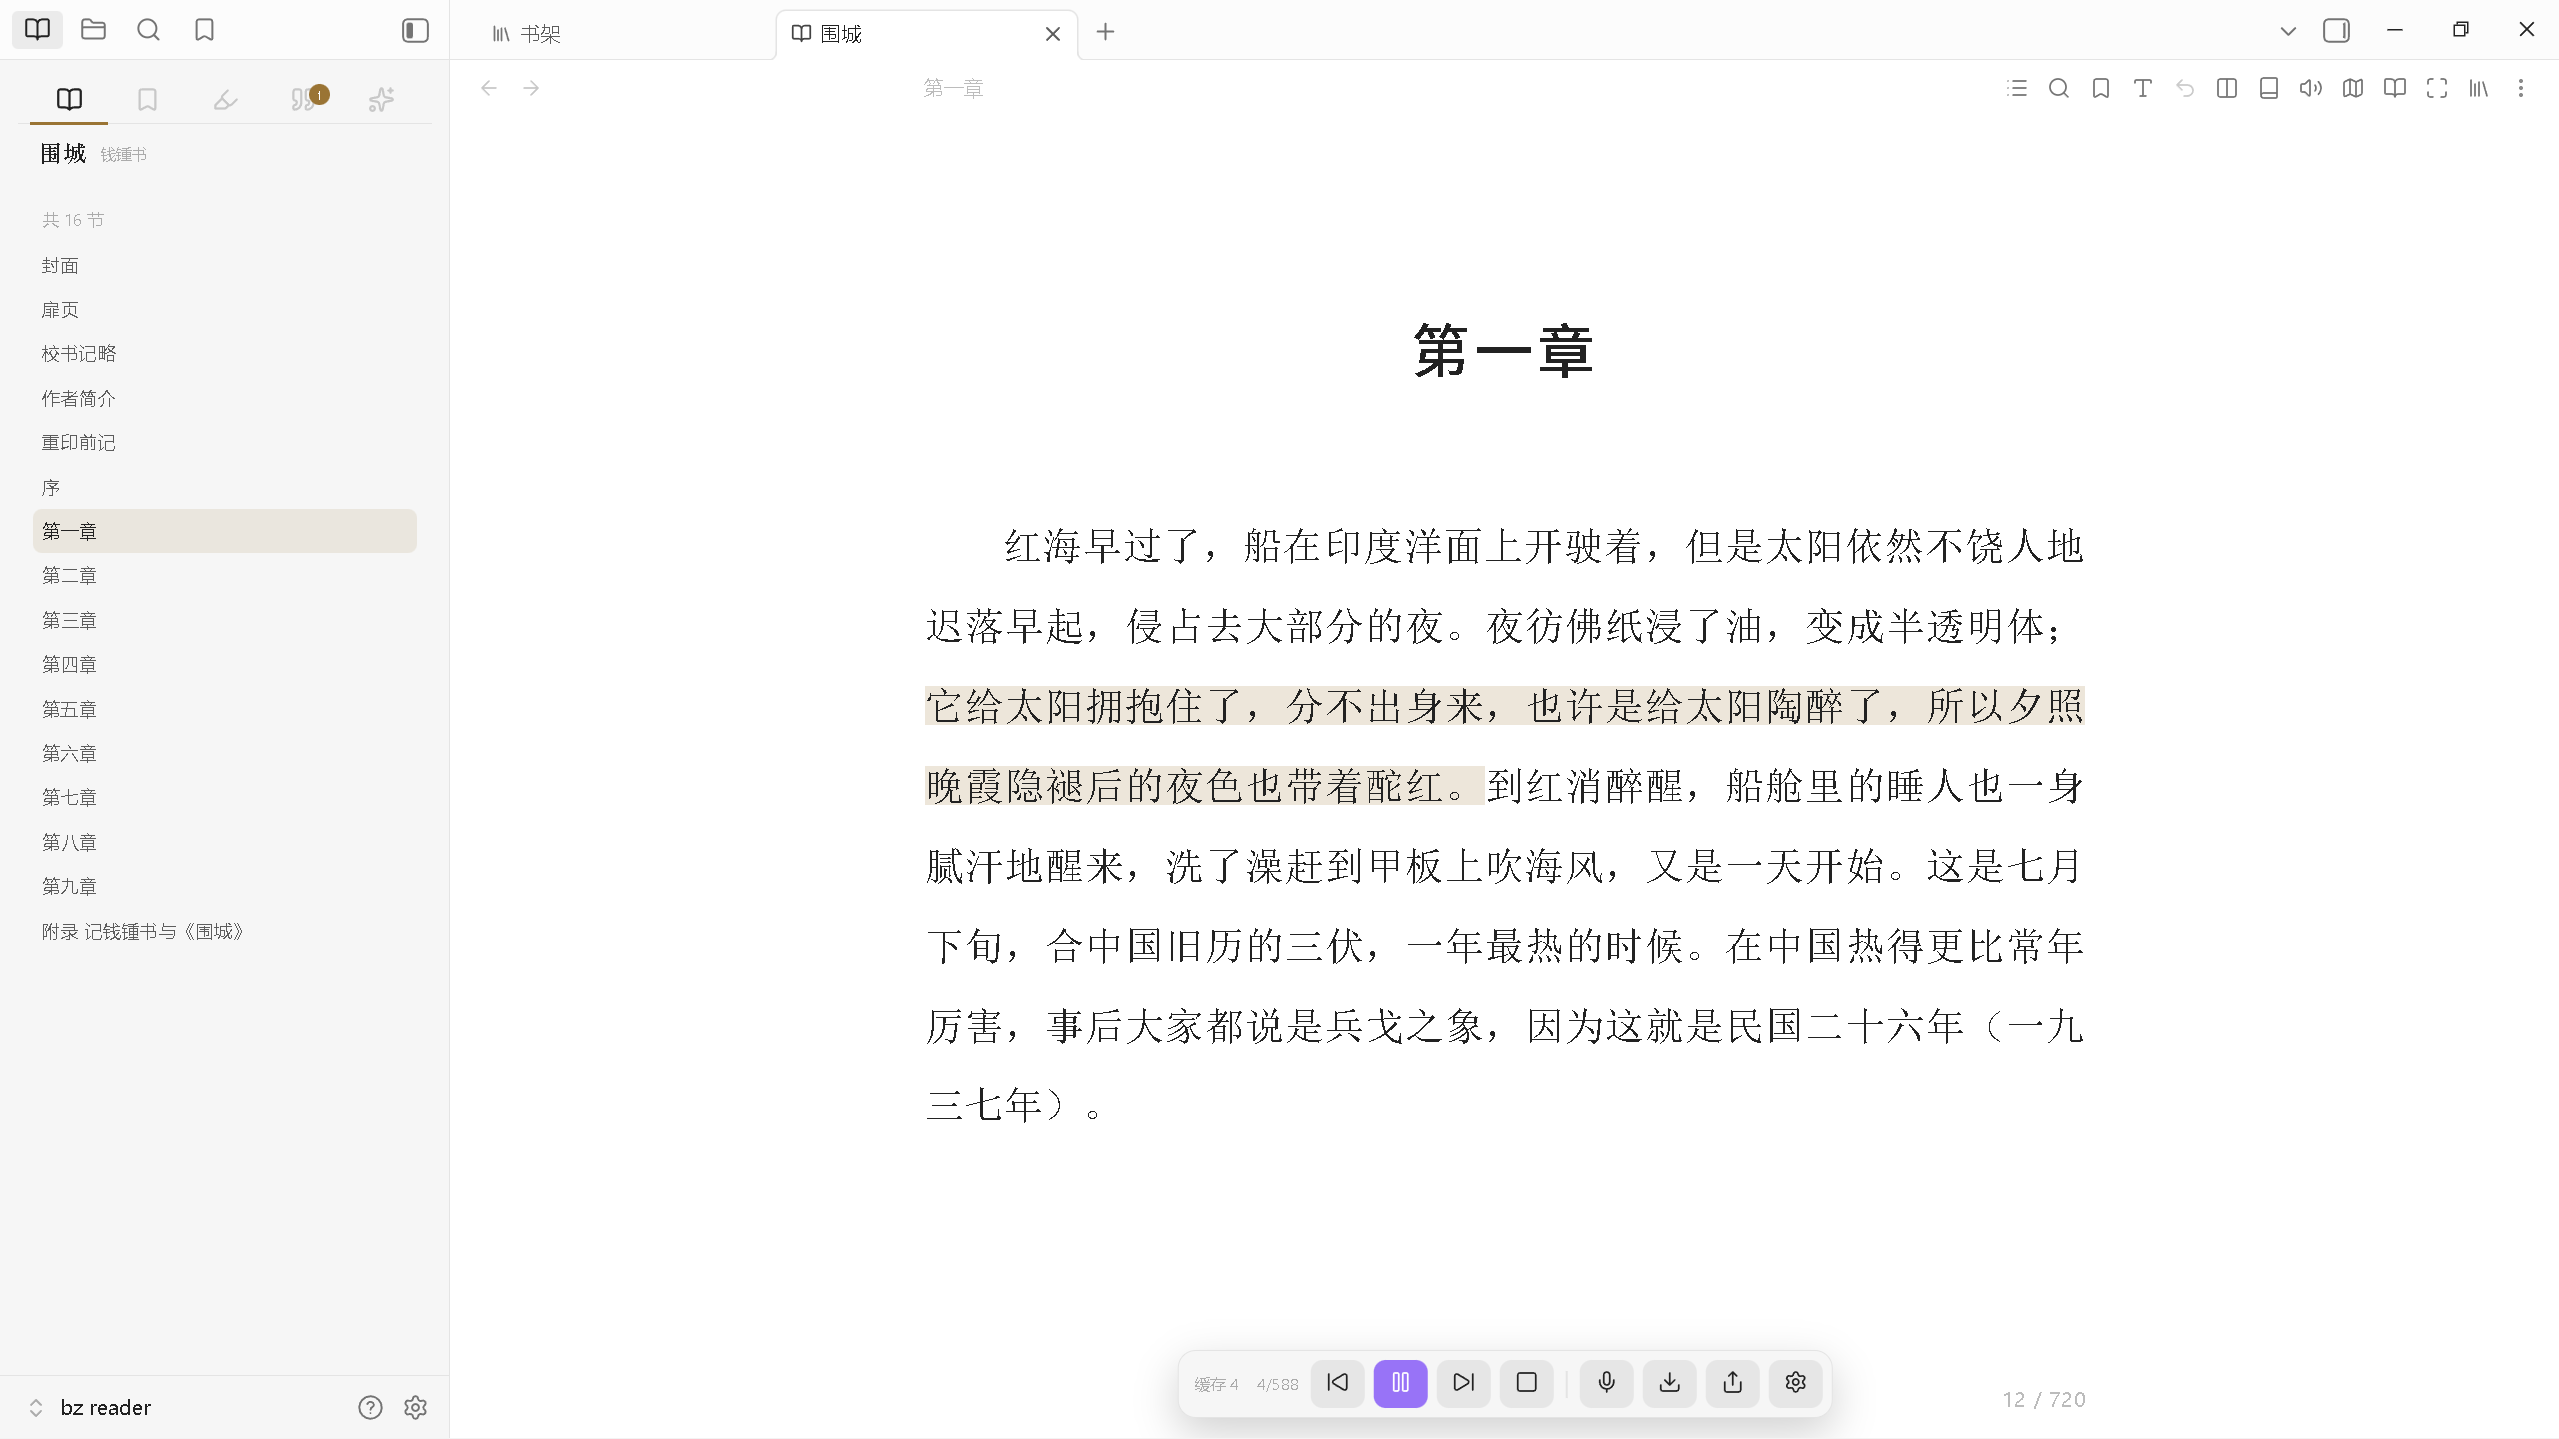 书架
围城
第一章
1
围城 钱锺书
共 16 节
封面
扉页
校书记略
作者简介
重印前记
序
第一章
第二章
第三章
第四章
第五章
第六章
第七章
第八章
第九章
附录 记钱锺书与《围城》
bz reader
第一章
红海早过了，船在印度洋面上开驶着，但是太阳依然不饶人地
迟落早起，侵占去大部分的夜。夜彷佛纸浸了油，变成半透明体；
它给太阳拥抱住了，分不出身来，也许是给太阳陶醉了，所以夕照
晚霞隐褪后的夜色也带着酡红。到红消醉醒，船舱里的睡人也一身
腻汗地醒来，洗了澡赶到甲板上吹海风，又是一天开始。这是七月
下旬，合中国旧历的三伏，一年最热的时候。在中国热得更比常年
厉害，事后大家都说是兵戈之象，因为这就是民国二十六年（一九
三七年）。
缓存 4 4/588
12 / 720